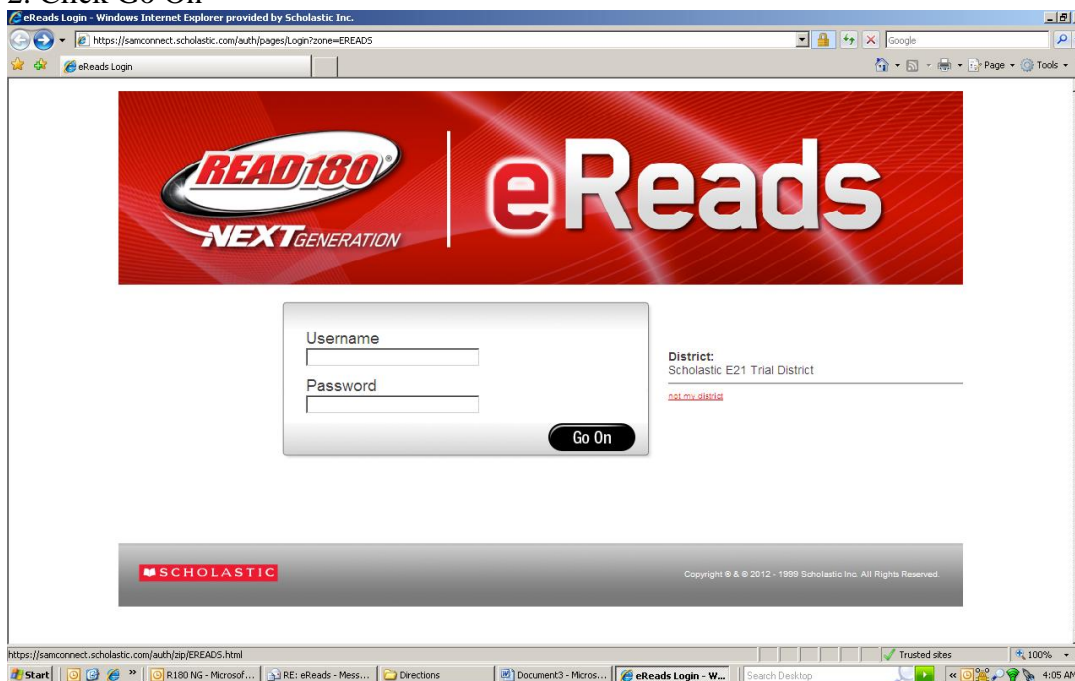 2. Click Go On
eReads Login - Windows Internet Explorer provided by Scholastic Inc.
https://samconnect.scholastic.com/auth/pages/Login?zone=EREADS
Google
eReads Login
Page
Tools
READ180®
NEXT GENERATION
eReads
Username
Password
Go On
District:
Scholastic E21 Trial District
not my district
SCHOLASTIC
Copyright ® & © 2012 - 1999 Scholastic Inc. All Rights Reserved.
https://samconnect.scholastic.com/auth/zip/EREADS.html
Trusted sites
100%
Start
R180 NG - Microsof...
RE: eReads - Mess...
Directions
Document3 - Micros...
eReads Login - W...
Search Desktop
4:05 AM